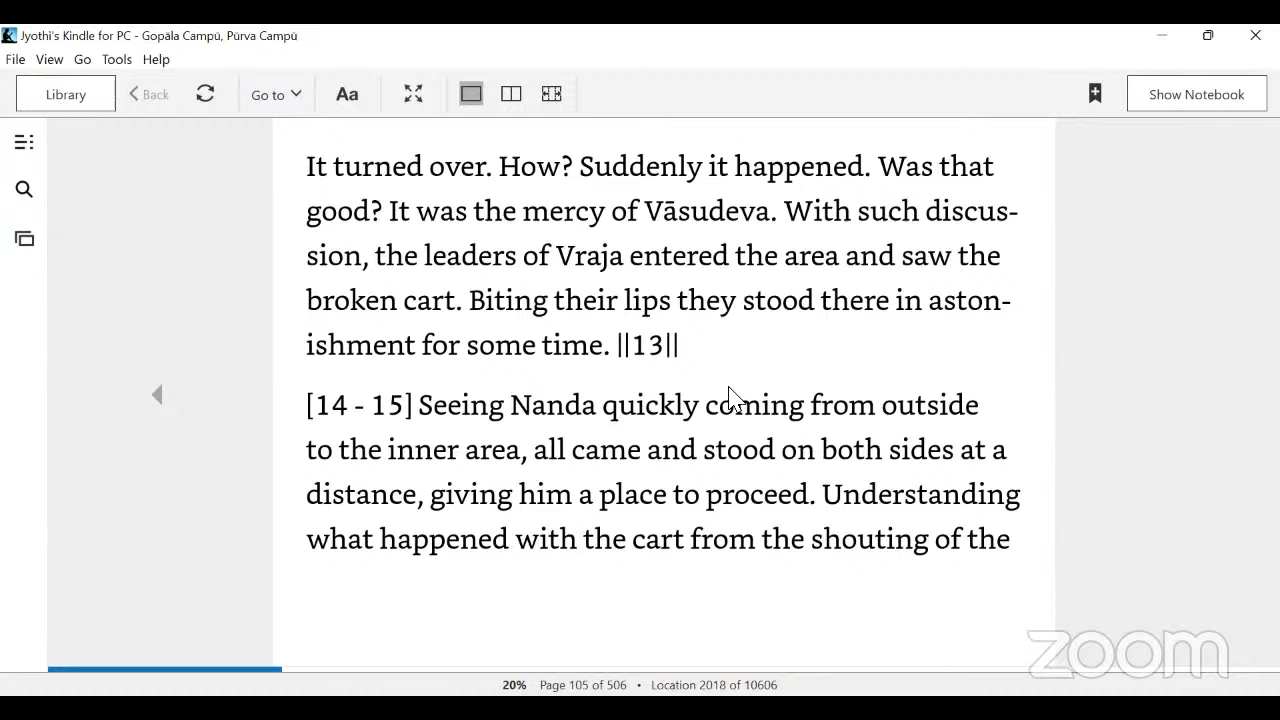 Jyothi's Kindle for PC - Gopāla Campū, Pūrva Campū
File View Go Tools Help
Library Back Go to Aa Show Notebook
It turned over. How? Suddenly it happened. Was that
good? It was the mercy of Vāsudeva. With such discus-
sion, the leaders of Vraja entered the area and saw the
broken cart. Biting their lips they stood there in aston-
ishment for some time. ||13||
[14 - 15] Seeing Nanda quickly coming from outside
to the inner area, all came and stood on both sides at a
distance, giving him a place to proceed. Understanding
what happened with the cart from the shouting of the
zoom
20% Page 105 of 506 • Location 2018 of 10606